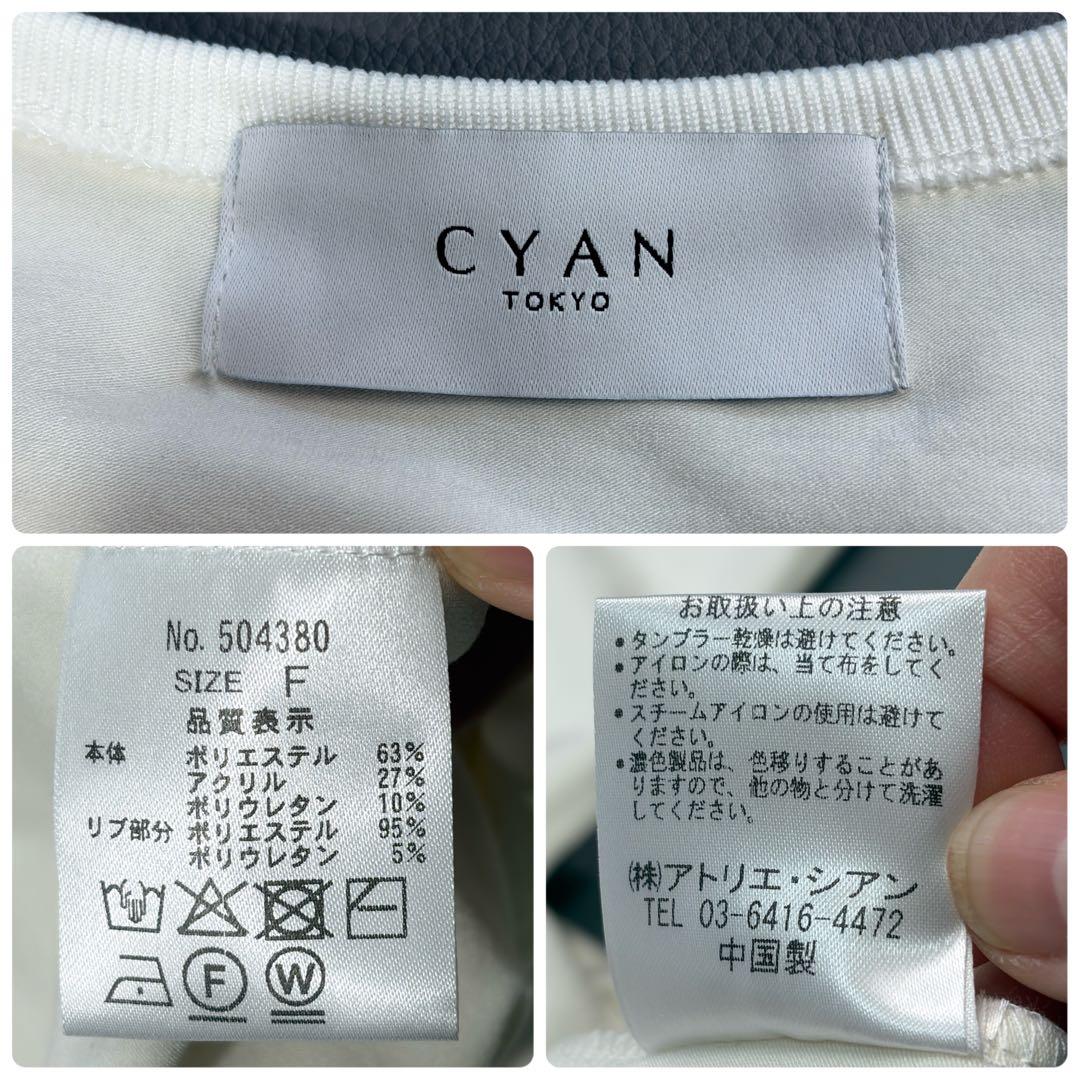 CYAN
TOKYO
No. 504380
SIZE F
品質表示
本体 ポリエステル 63%
アクリル 27%
ポリウレタン 10%
リブ部分 ポリエステル 95%
ポリウレタン 5%
F W
お取扱い上の注意
•タンブラー乾燥は避けてください。
•アイロンの際は、当て布をしてく
ださい。
•スチームアイロンの使用は避けて
ください。
•濃色製品は、色移りすることがあ
りますので、他の物と分けて洗濯
してください。
㈱アトリエ・シアン
TEL 03-6416-4472
中国製